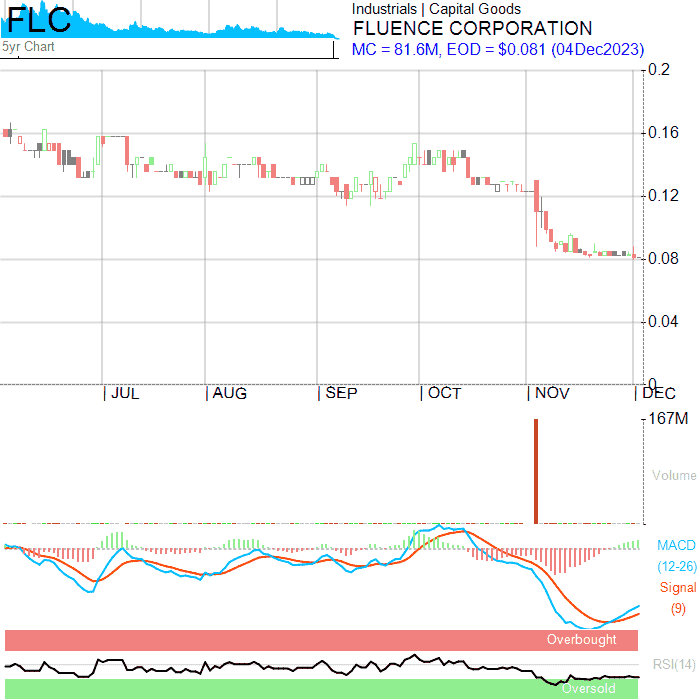 FLC
5yr Chart
Industrials | Capital Goods
FLUENCE CORPORATION
MC = 81.6M, EOD = $0.081 (04Dec2023)
0.2
0.16
0.12
0.08
0.04
0
JUL AUG SEP OCT NOV DEC
167M
Volume
MACD
(12-26)
Signal
(9)
Overbought
RSI(14)
Oversold